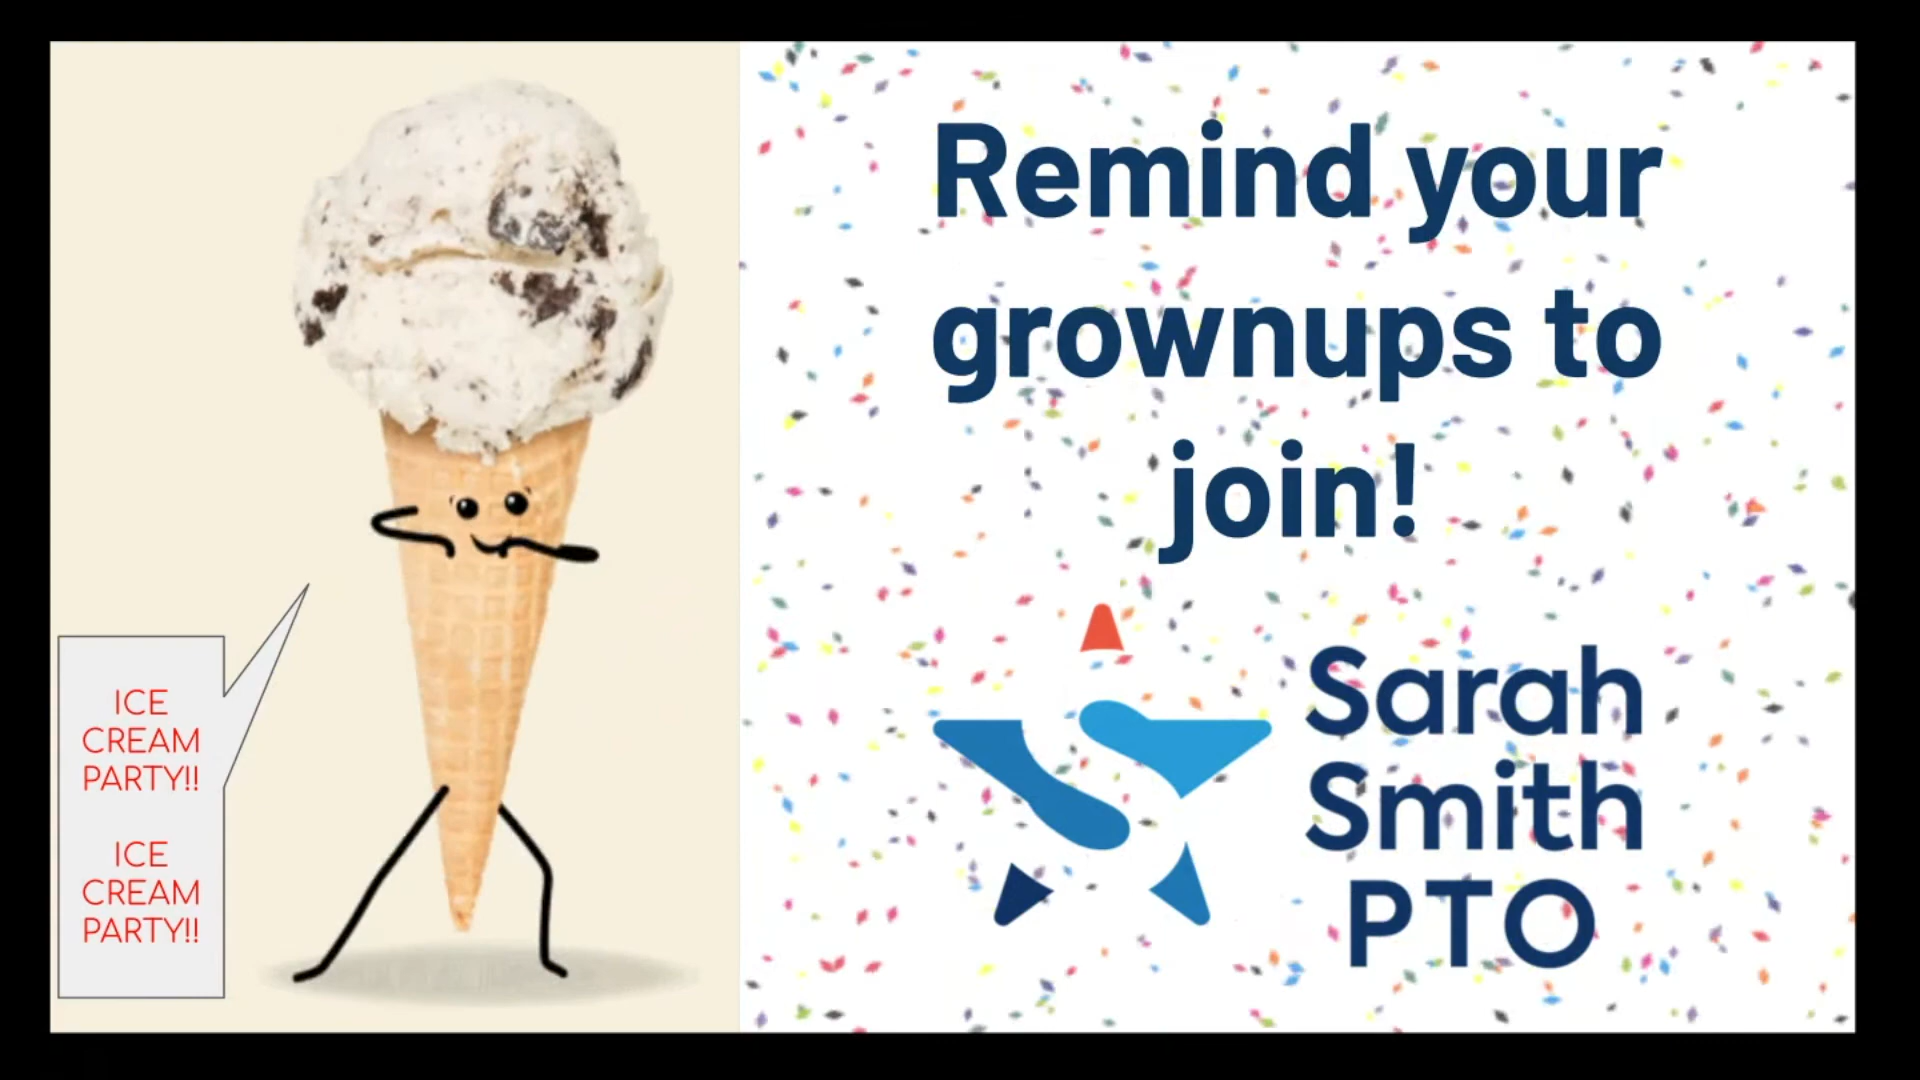 Remind your
grownups to
join!
Sarah
Smith
PTO
ICE
CREAM
PARTY!!
ICE
CREAM
PARTY!!